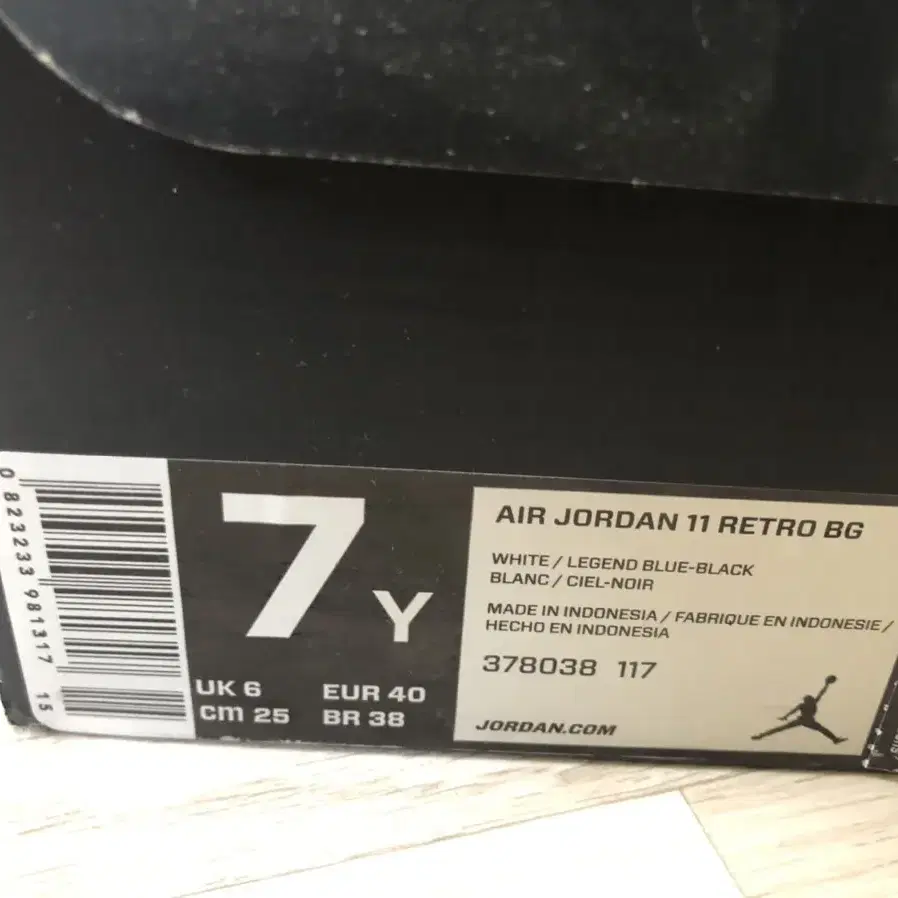 0 823233 981317 15
7Y
UK 6 EUR 40
cm 25 BR 38
AIR JORDAN 11 RETRO BG
WHITE / LEGEND BLUE-BLACK
BLANC / CIEL-NOIR
MADE IN INDONESIA / FABRIQUE EN INDONESIE /
HECHO EN INDONESIA
378038 117
JORDAN.COM